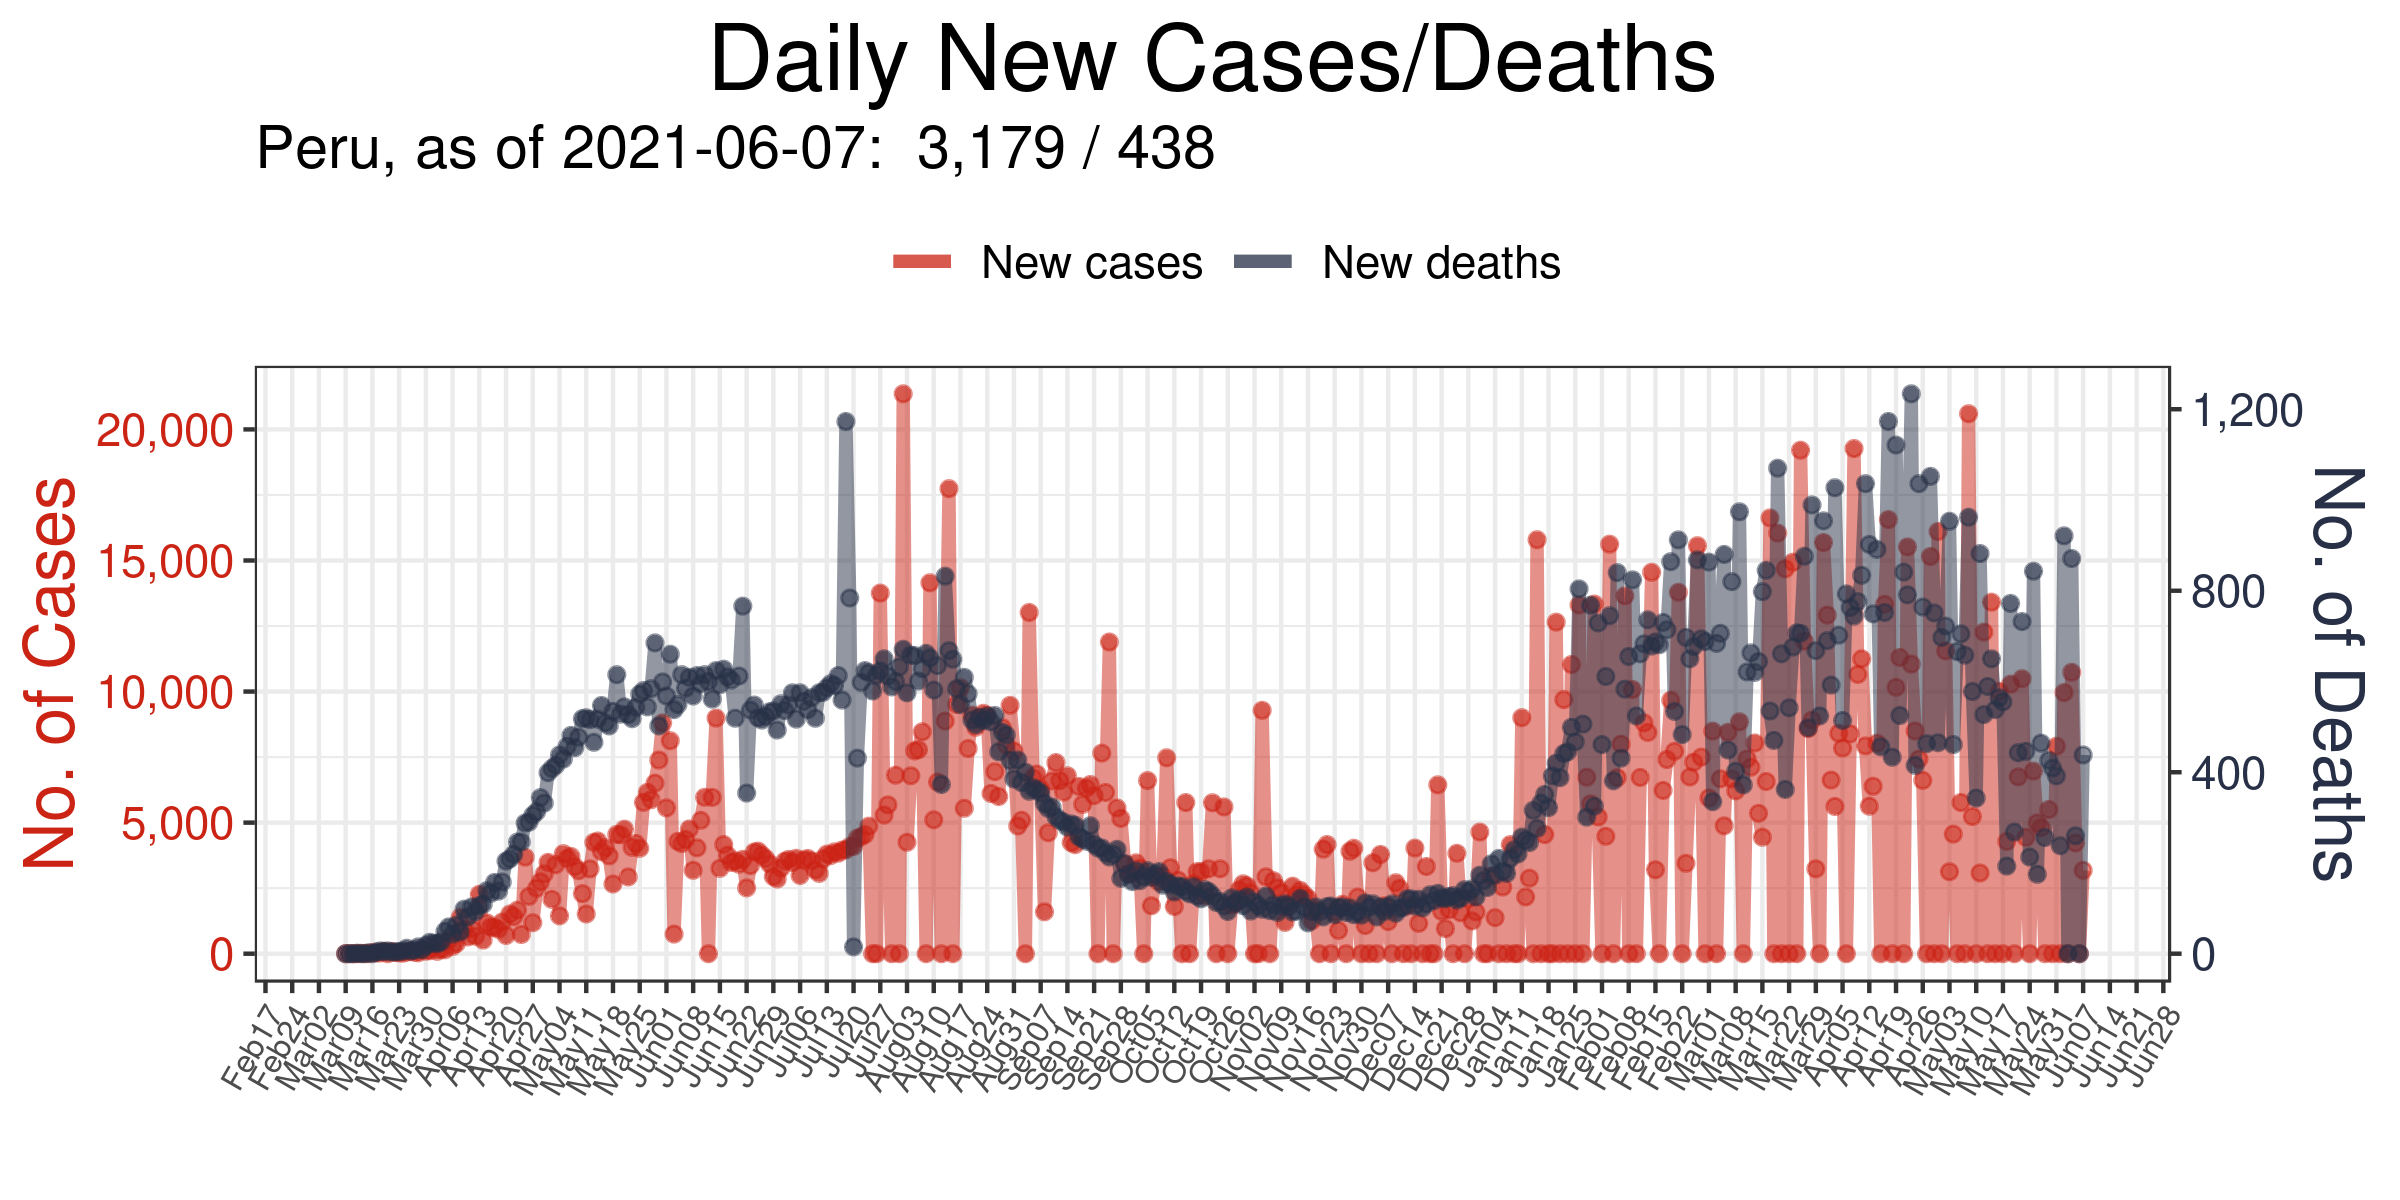 Daily New Cases/Deaths
Peru, as of 2021-06-07:  3,179 / 438
New cases
New deaths
No. of Cases
20,000
15,000
10,000
5,000
0
1,200
800
400
0
No. of Deaths
Feb17
Feb24
Mar02
Mar09
Mar16
Mar23
Mar30
Apr06
Apr13
Apr20
Apr27
May04
May11
May18
May25
Jun01
Jun08
Jun15
Jun22
Jun29
Jul06
Jul13
Jul20
Jul27
Aug03
Aug10
Aug17
Aug24
Aug31
Sep07
Sep14
Sep21
Sep28
Oct05
Oct12
Oct19
Oct26
Nov02
Nov09
Nov16
Nov23
Nov30
Dec07
Dec14
Dec21
Dec28
Jan04
Jan11
Jan18
Jan25
Feb01
Feb08
Feb15
Feb22
Mar01
Mar08
Mar15
Mar22
Mar29
Apr05
Apr12
Apr19
Apr26
May03
May10
May17
May24
May31
Jun07
Jun14
Jun21
Jun28